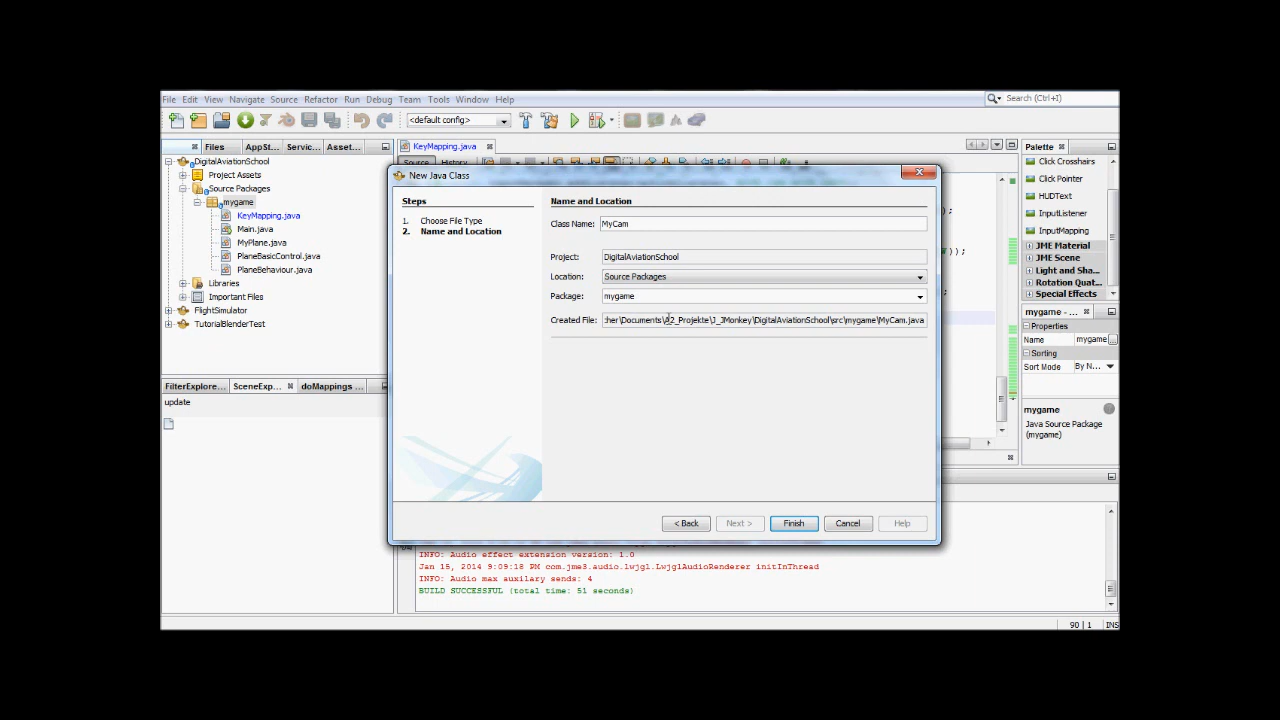 File Edit View Navigate Source Refactor Run Debug Team Tools Window Help
Search (Ctrl+I)
<default config>
Files AppSt... Servic... Asset...
KeyMapping.java
Palette
Source History
DigitalAviationSchool
Project Assets
Source Packages
mygame
KeyMapping.java
Main.java
MyPlane.java
PlaneBasicControl.java
PlaneBehaviour.java
Libraries
Important Files
FlightSimulator
TutorialBlenderTest
FilterExplore... SceneExp... doMappings ...
update
New Java Class
Steps
1. Choose File Type
2. Name and Location
Name and Location
Class Name: MyCam
Project: DigitalAviationSchool
Location: Source Packages
Package: mygame
Created File: :her\Documents\J2_Projekte\J_JMonkey\DigitalAviationSchool\src\mygame\MyCam.java
< Back Next > Finish Cancel Help
Click Crosshairs
Click Pointer
HUDText
InputListener
InputMapping
JME Material
JME Scene
Light and Sha...
Rotation Quat...
Special Effects
mygame - ...
Properties
Name mygame
Sorting
Sort Mode By N...
mygame
Java Source Package
(mygame)
INFO: Audio effect extension version: 1.0
Jan 15, 2014 9:09:18 PM com.jme3.audio.lwjgl.LwjglAudioRenderer initInThread
INFO: Audio max auxilary sends: 4
BUILD SUCCESSFUL (total time: 51 seconds)
90 | 1 INS